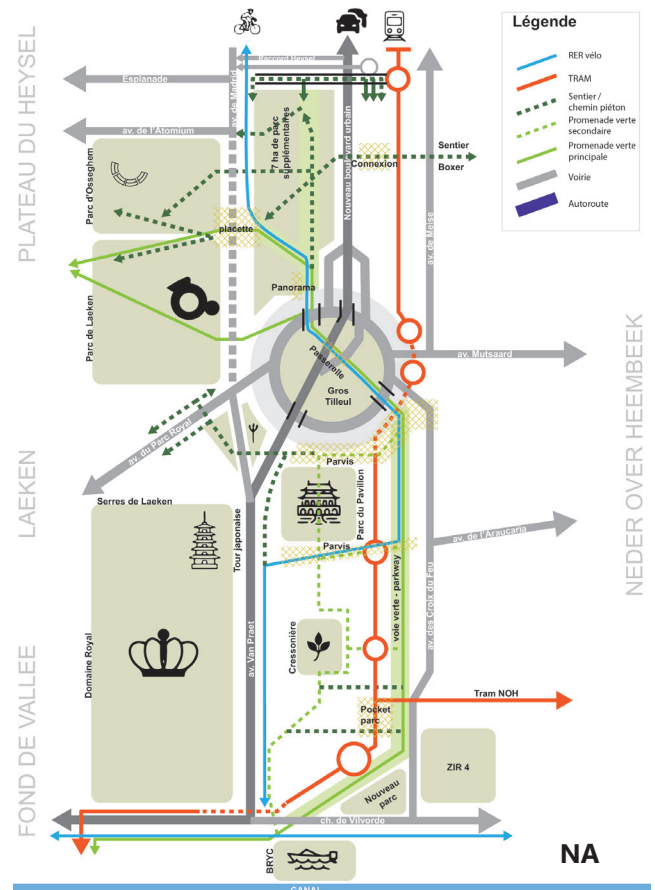 Légende
RER vélo
TRAM
Sentier /
chemin piéton
Promenade verte
secondaire
Promenade verte
principale
Voirie
Autoroute
PLATEAU DU HEYSEL
LAEKEN
FOND DE VALLEE
NEDER OVER HEEMBEEK
Raccord Heysel
Esplanade
av. de Madrid
av. de l'Atomium
7 ha de parc
supplémentaires
Nouveau boulevard urbain
Connexion
Sentier
Boxer
av. de Meise
Parc d'Osseghem
placette
Parc de Laeken
Panorama
Passerelle
Gros
Tilleul
av. Mutsaard
av. du Parc Royal
Parvis
Serres de Laeken
Parc du Pavillon
Tour japonaise
Parvis
av. de l'Araucaria
av. des Croix du Feu
voie verte - parkway
Domaine Royal
av. Van Praet
Cressonière
Tram NOH
Pocket
parc
ZIR 4
Nouveau
parc
ch. de Vilvorde
BRYC
NA
CANAL